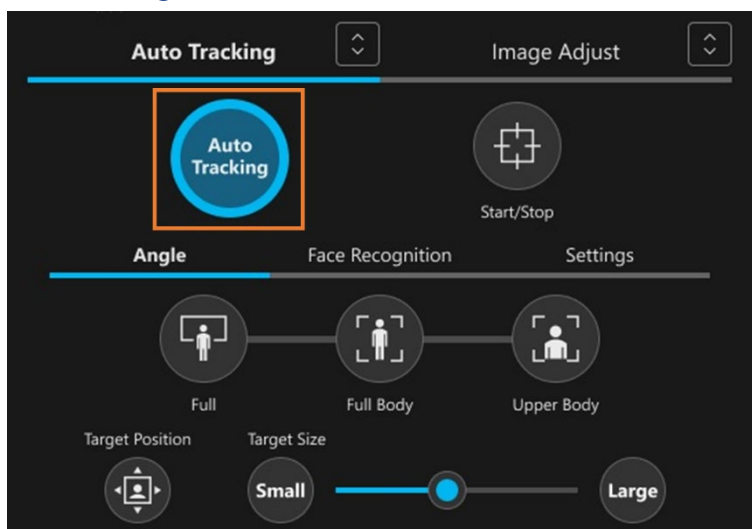 Auto Tracking
Image Adjust
Auto
Tracking
Start/Stop
Angle
Face Recognition
Settings
Full
Full Body
Upper Body
Target Position
Target Size
Small
Large